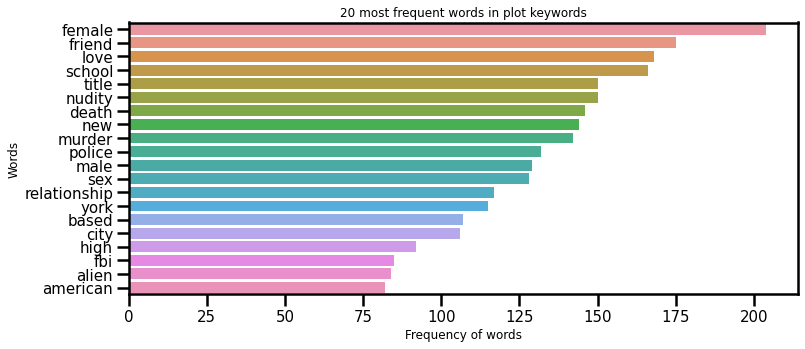 20 most frequent words in plot keywords
Words
female
friend
love
school
title
nudity
death
new
murder
police
male
sex
relationship
york
based
city
high
fbi
alien
american
0 25 50 75 100 125 150 175 200
Frequency of words